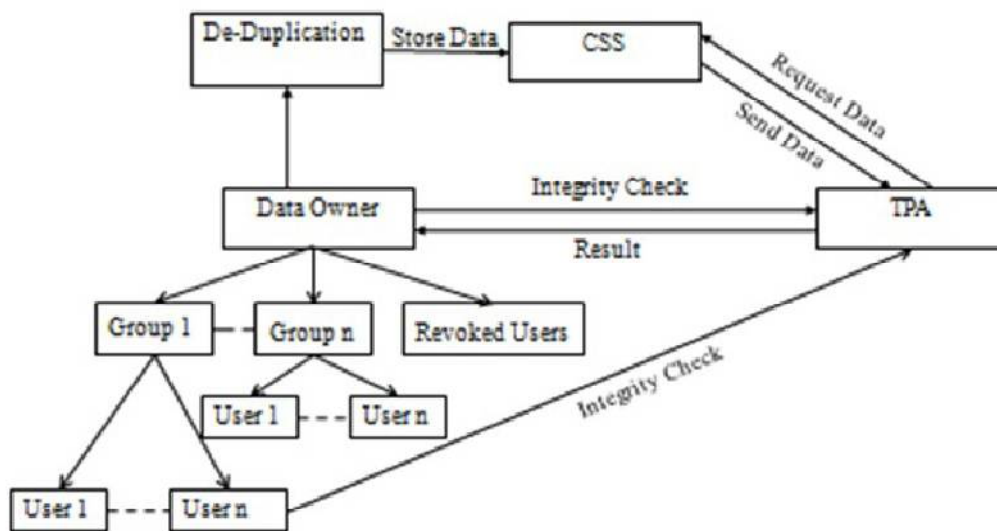 De-Duplication
Store Data
CSS
Request Data
Send Data
Data Owner
Integrity Check
TPA
Result
Group 1
Group n
Revoked Users
Integrity Check
User 1
User n
User 1
User n